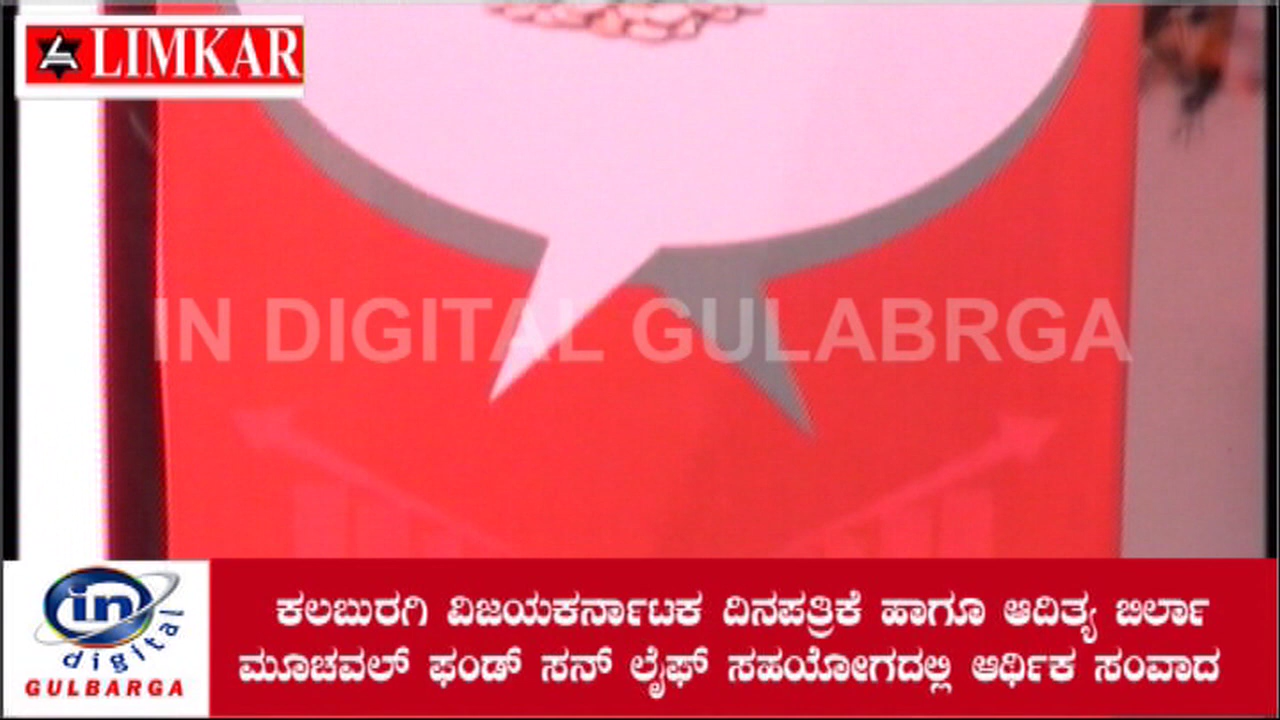 LIMKAR
IN DIGITAL GULABRGA
in
digital
GULBARGA
ಕಲಬುರಗಿ ವಿಜಯಕರ್ನಾಟಕ ದಿನಪತ್ರಿಕೆ ಹಾಗೂ ಆದಿತ್ಯ ಬಿರ್ಲಾ
ಮೂಚವಲ್ ಫಂಡ್ ಸನ್ ಲೈಫ್ ಸಹಯೋಗದಲ್ಲಿ ಆರ್ಥಿಕ ಸಂವಾದ